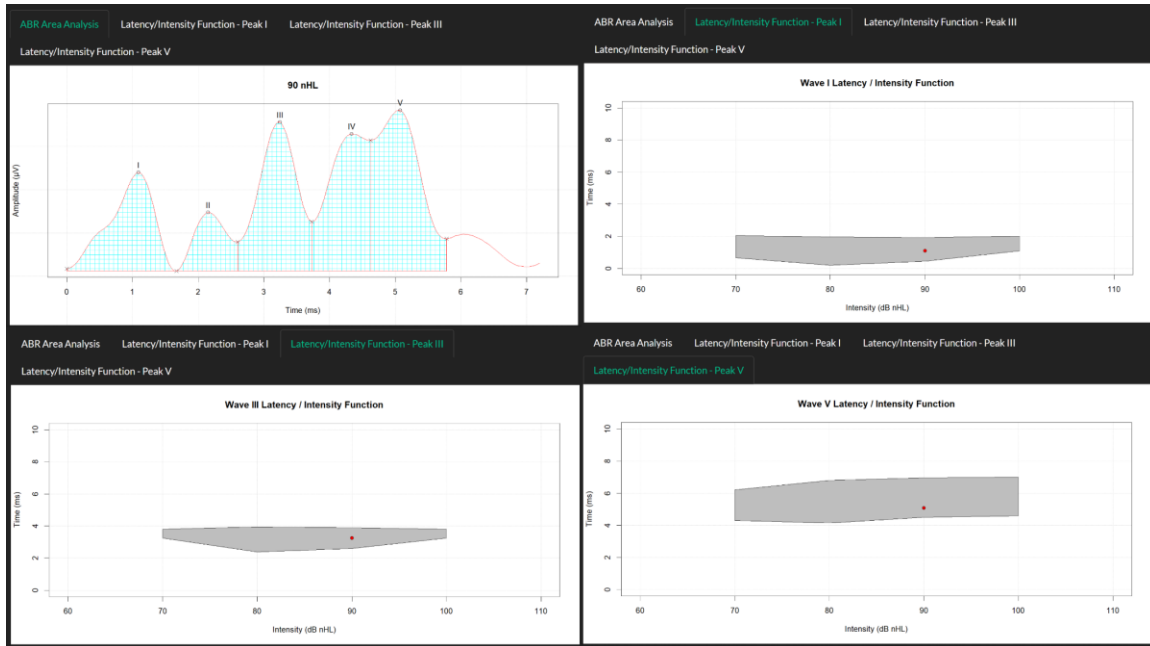 ABR Area Analysis Latency/Intensity Function - Peak I Latency/Intensity Function - Peak III
Latency/Intensity Function - Peak V
90 nHL
I
II
III
IV
V
Amplitude (µV)
0 1 2 3 4 5 6 7
Time (ms)
ABR Area Analysis Latency/Intensity Function - Peak I Latency/Intensity Function - Peak III
Latency/Intensity Function - Peak V
Wave I Latency / Intensity Function
Time (ms)
10
8
6
4
2
0
60 70 80 90 100 110
Intensity (dB nHL)
ABR Area Analysis Latency/Intensity Function - Peak I Latency/Intensity Function - Peak III
Latency/Intensity Function - Peak V
Wave III Latency / Intensity Function
Time (ms)
10
8
6
4
2
0
60 70 80 90 100 110
Intensity (dB nHL)
ABR Area Analysis Latency/Intensity Function - Peak I Latency/Intensity Function - Peak III
Latency/Intensity Function - Peak V
Wave V Latency / Intensity Function
Time (ms)
10
8
6
4
2
0
60 70 80 90 100 110
Intensity (dB nHL)